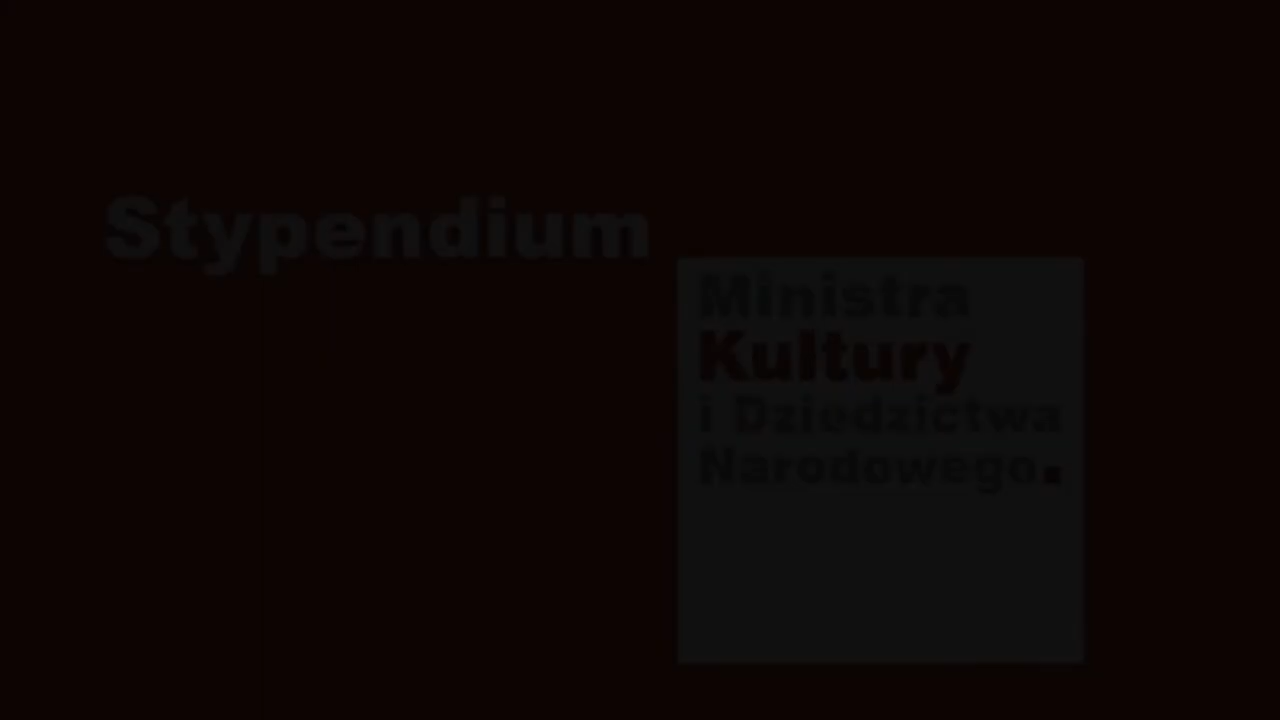 Stypendium
Ministra
Kultury
i Dziedzictwa
Narodowego.